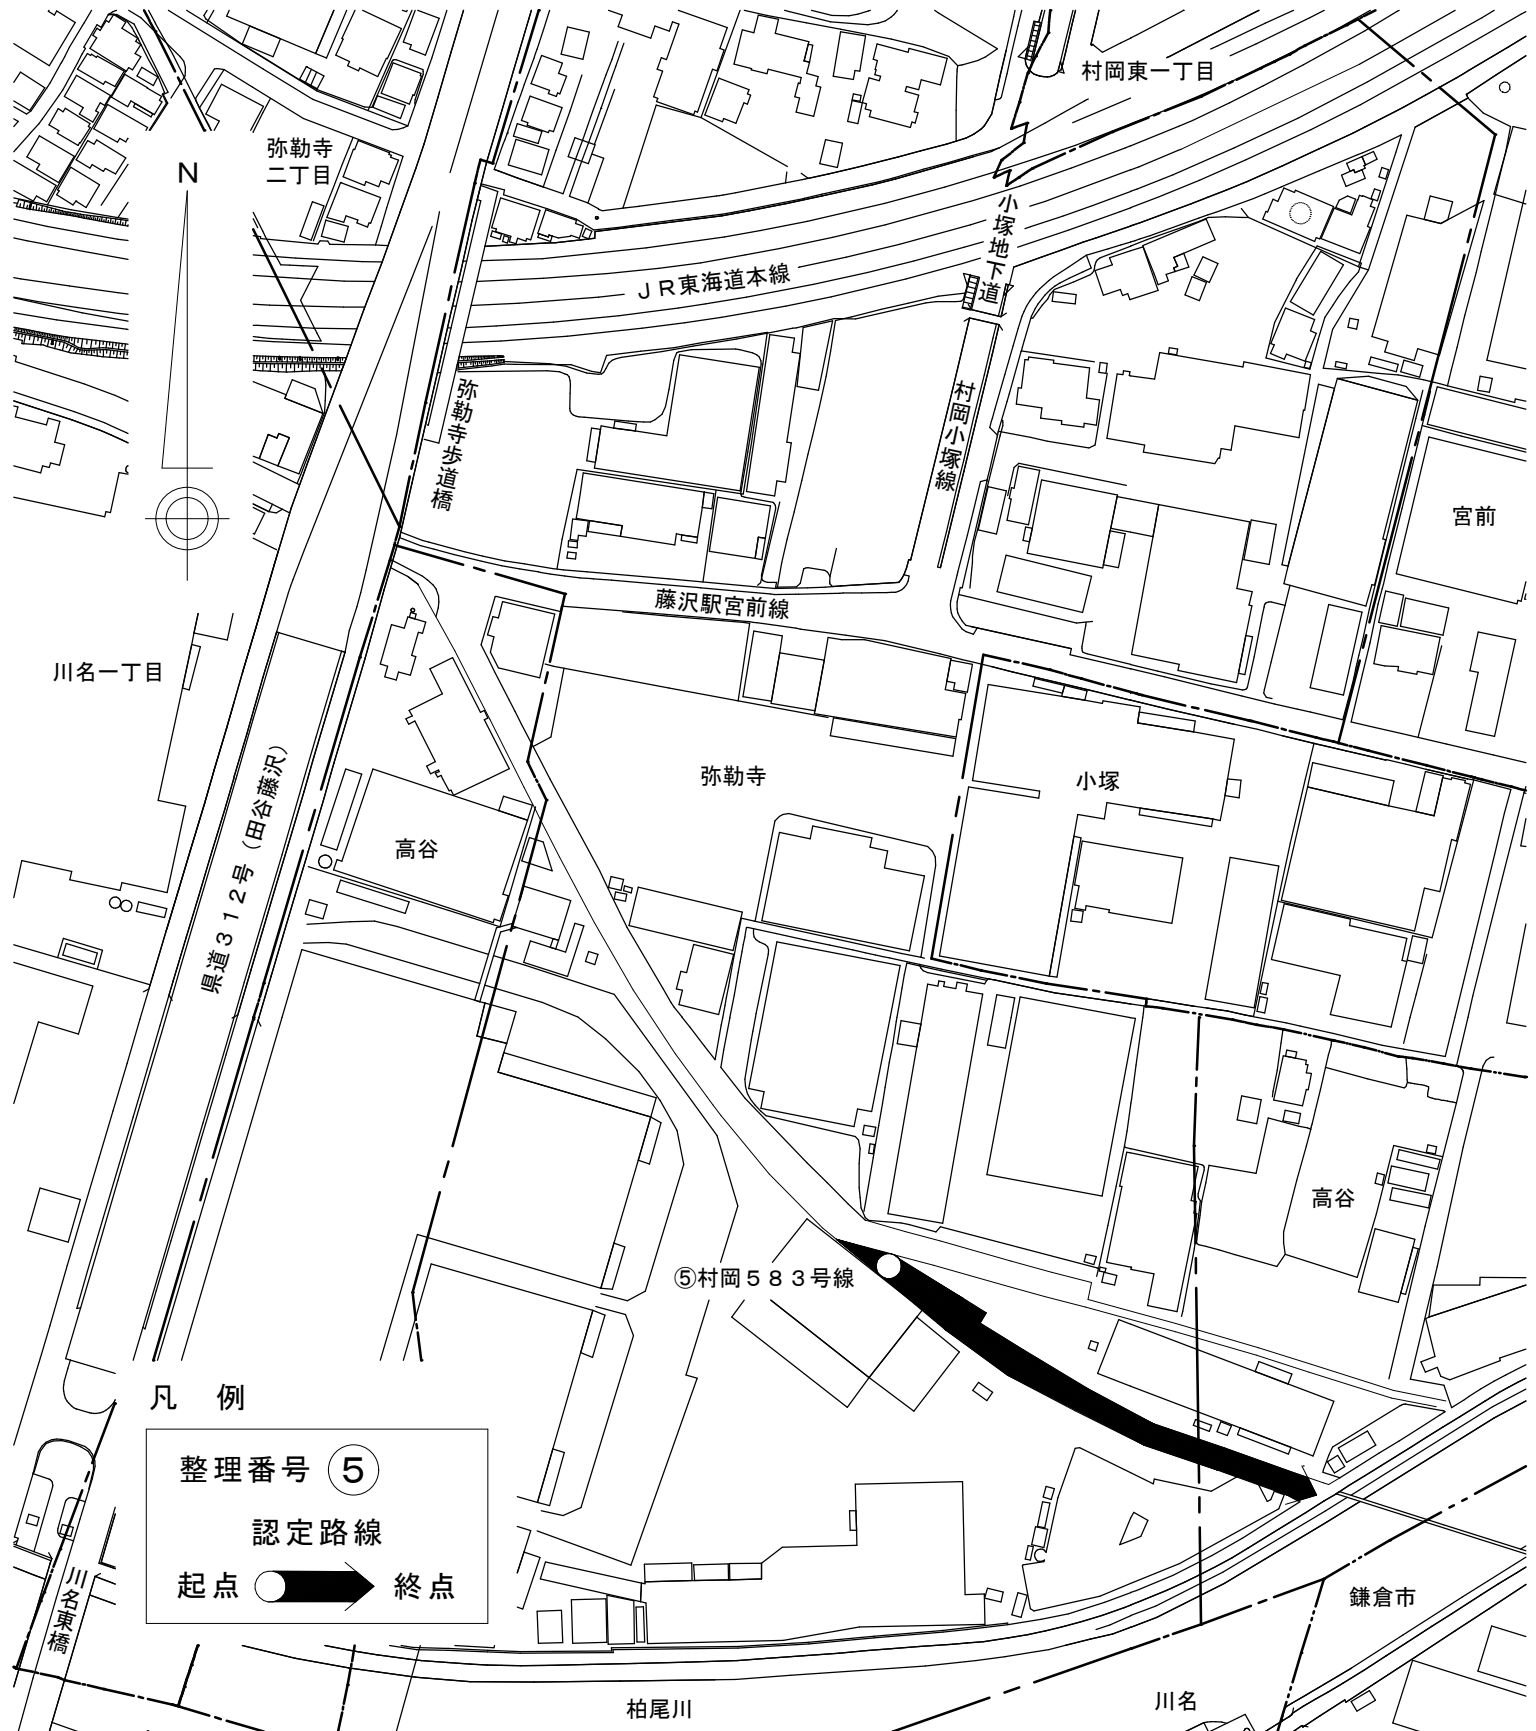 村岡東一丁目
弥勒寺
二丁目
N
小塚地下道
ＪＲ東海道本線
弥勒寺歩道橋
村岡小塚線
宮前
藤沢駅宮前線
川名一丁目
県道３１２号（田谷藤沢）
弥勒寺
小塚
高谷
高谷
⑤村岡５８３号線
凡　例
整理番号 ⑤
認定路線
起点　終点
川名東橋
鎌倉市
川名
柏尾川